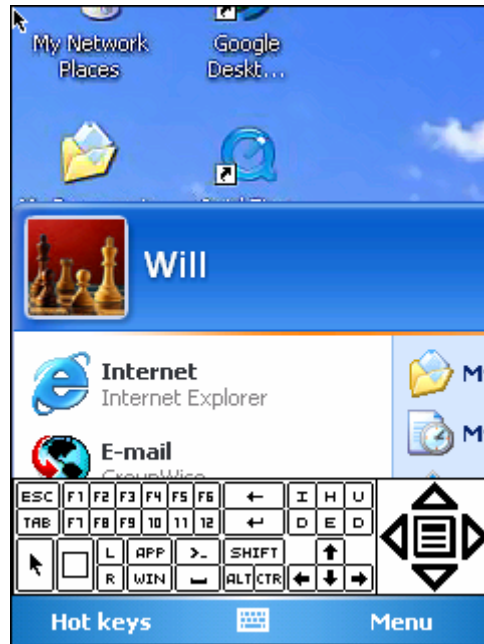 My Network
Places
Google
Deskt...
Will
Internet
Internet Explorer
E-mail
GroupWise
ESC F1 F2 F3 F4 F5 F6 ← I H U
TAB F7 F8 F9 10 11 12 ↵ D E D
L APP >_ SHIFT ↑
R WIN ALT CTR ← ↓ →
Hot keys Menu